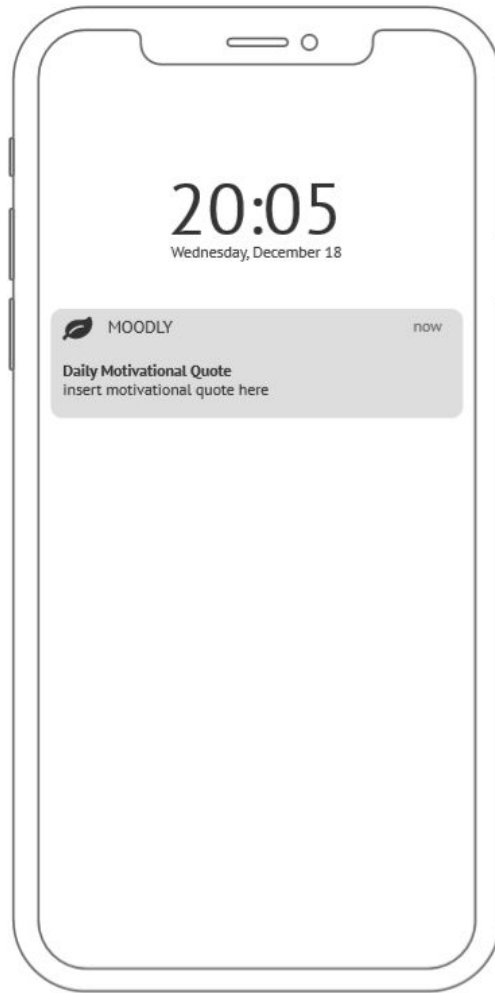 20:05
Wednesday, December 18
MOODLY now
Daily Motivational Quote
insert motivational quote here